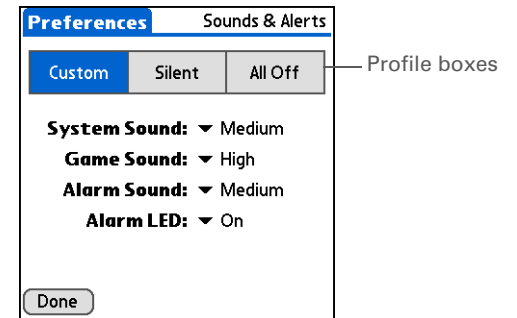 Preferences Sounds & Alerts
Custom Silent All Off
Profile boxes
System Sound: Medium
Game Sound: High
Alarm Sound: Medium
Alarm LED: On
Done